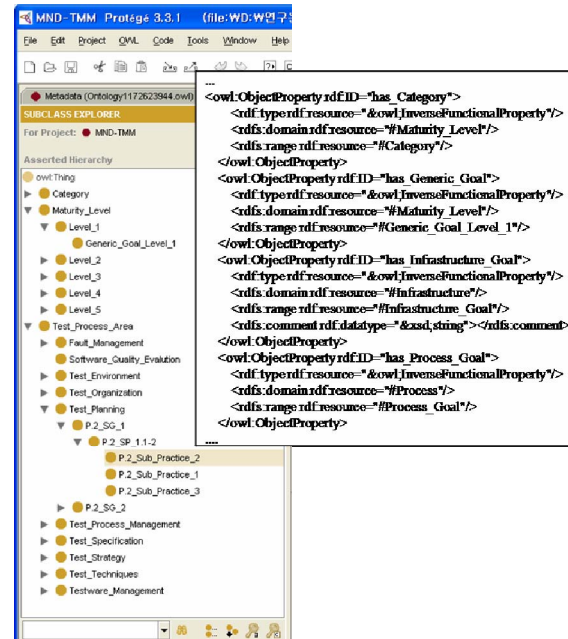 MND-TMM Protégé 3.3.1 (file:₩D:₩연구
File Edit Project OWL Code Tools Window Help
Metadata (Ontology1172623944.owl)
SUBCLASS EXPLORER
For Project: MND-TMM
Asserted Hierarchy
owl:Thing
Category
Maturity_Level
Level_1
Generic_Goal_Level_1
Level_2
Level_3
Level_4
Level_5
Test_Process_Area
Fault_Management
Software_Quality_Evalution
Test_Environment
Test_Organization
Test_Planning
P.2_SG_1
P.2_SP_1.1-2
P.2_Sub_Practice_2
P.2_Sub_Practice_1
P.2_Sub_Practice_3
P.2_SG_2
Test_Process_Management
Test_Specification
Test_Strategy
Test_Techniques
Testware_Management
...
<owl:ObjectProperty rdf:ID="has_Category">
<rdf:type rdf:resource="&owl;InverseFunctionalProperty"/>
<rdfs:domain rdf:resource="#Maturity_Level"/>
<rdfs:range rdf:resource="#Category"/>
</owl:ObjectProperty>
<owl:ObjectProperty rdf:ID="has_Generic_Goal">
<rdf:type rdf:resource="&owl;InverseFunctionalProperty"/>
<rdfs:domain rdf:resource="#Maturity_Level"/>
<rdfs:range rdf:resource="#Generic_Goal_Level_1"/>
</owl:ObjectProperty>
<owl:ObjectProperty rdf:ID="has_Infrastructure_Goal">
<rdf:type rdf:resource="&owl;InverseFunctionalProperty"/>
<rdfs:domain rdf:resource="#Infrastructure"/>
<rdfs:range rdf:resource="#Infrastructure_Goal"/>
<rdfs:comment rdf:datatype="&xsd;string"></rdfs:comment>
</owl:ObjectProperty>
<owl:ObjectProperty rdf:ID="has_Process_Goal">
<rdf:type rdf:resource="&owl;InverseFunctionalProperty"/>
<rdfs:domain rdf:resource="#Process"/>
<rdfs:range rdf:resource="#Process_Goal"/>
</owl:ObjectProperty>
....